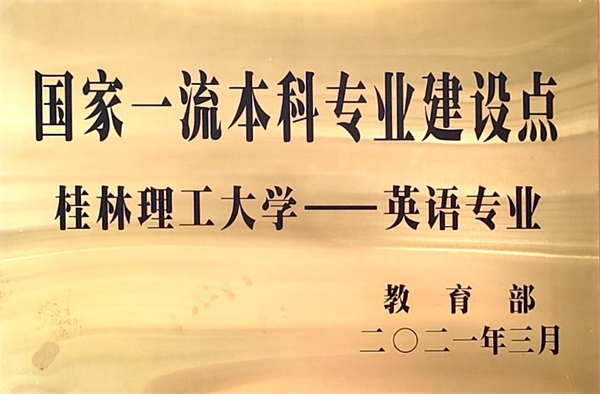 国家一流本科专业建设点
桂林理工大学——英语专业
教育部
二〇二一年三月